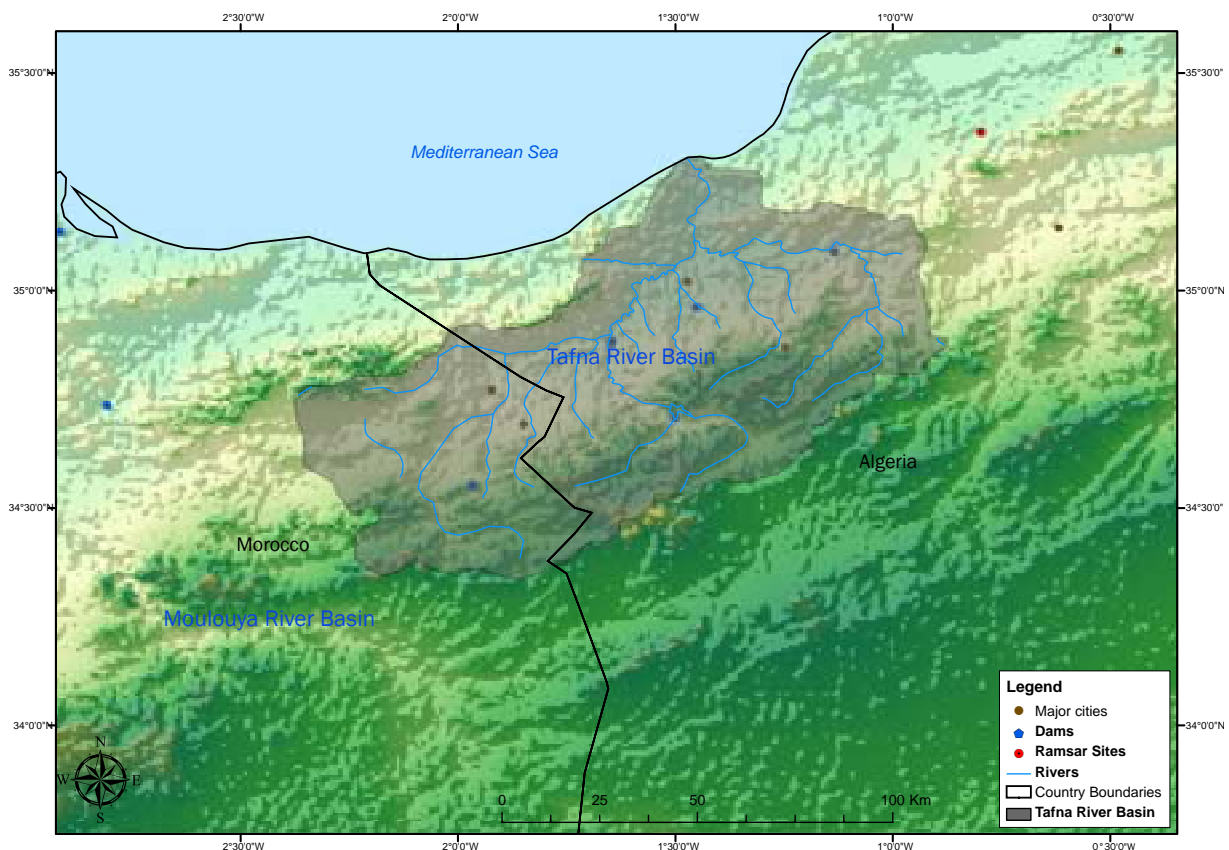 2°30'0"W 2°0'0"W 1°30'0"W 1°0'0"W 0°30'0"W
35°30'0"N 35°30'0"N
Mediterranean Sea
35°0'0"N 35°0'0"N
Tafna River Basin
Algeria
34°30'0"N 34°30'0"N
Morocco
Moulouya River Basin
Legend
Major cities
Dams
Ramsar Sites
Rivers
Country Boundaries
Tafna River Basin
34°0'0"N 34°0'0"N
N
W E
S
0 25 50 100 Km
2°30'0"W 2°0'0"W 1°30'0"W 1°0'0"W 0°30'0"W